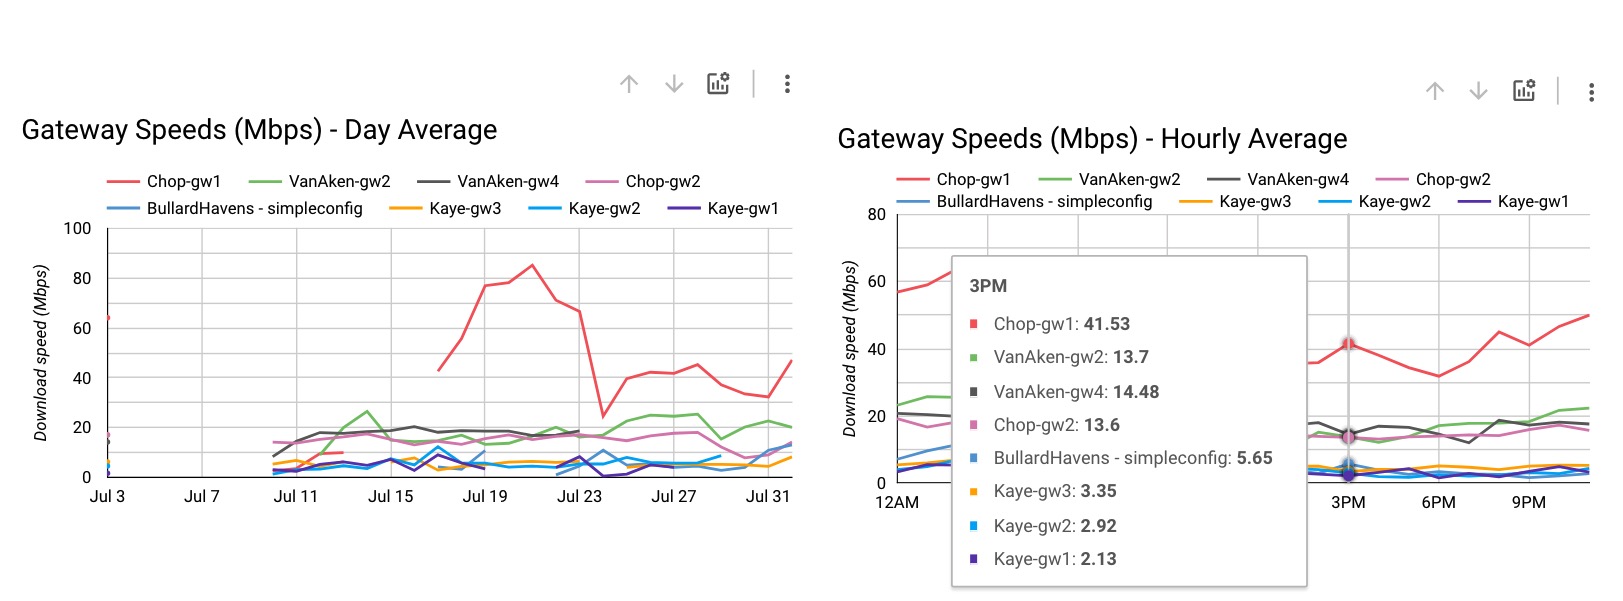 Gateway Speeds (Mbps) - Day Average
Chop-gw1 VanAken-gw2 VanAken-gw4 Chop-gw2
BullardHavens - simpleconfig Kaye-gw3 Kaye-gw2 Kaye-gw1
Download speed (Mbps)
100
80
60
40
20
0
Jul 3 Jul 7 Jul 11 Jul 15 Jul 19 Jul 23 Jul 27 Jul 31
Gateway Speeds (Mbps) - Hourly Average
Chop-gw1 VanAken-gw2 VanAken-gw4 Chop-gw2
BullardHavens - simpleconfig Kaye-gw3 Kaye-gw2 Kaye-gw1
Download speed (Mbps)
80
60
40
20
0
12AM 3PM 6PM 9PM
3PM
Chop-gw1: 41.53
VanAken-gw2: 13.7
VanAken-gw4: 14.48
Chop-gw2: 13.6
BullardHavens - simpleconfig: 5.65
Kaye-gw3: 3.35
Kaye-gw2: 2.92
Kaye-gw1: 2.13